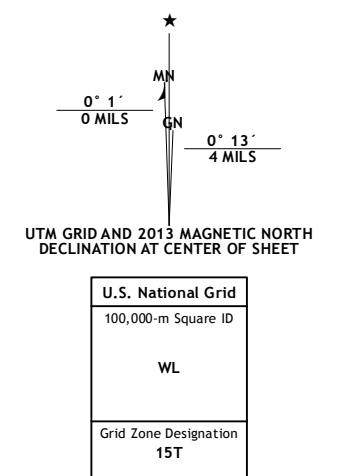 ★
MN
0° 1´
0 MILS
GN
0° 13´
4 MILS
UTM GRID AND 2013 MAGNETIC NORTH
DECLINATION AT CENTER OF SHEET
U.S. National Grid
100,000-m Square ID
WL
Grid Zone Designation
15T